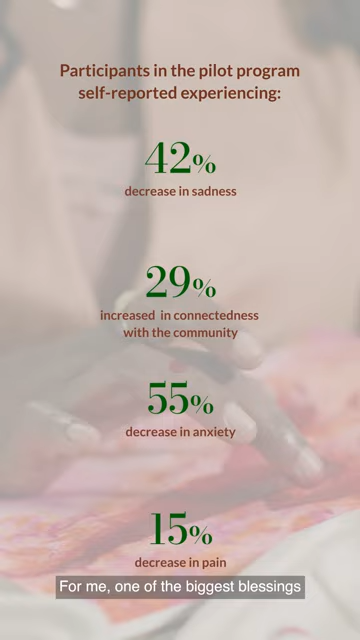 Participants in the pilot program
self-reported experiencing:
42%
decrease in sadness
29%
increased in connectedness
with the community
55%
decrease in anxiety
15%
decrease in pain
For me, one of the biggest blessings